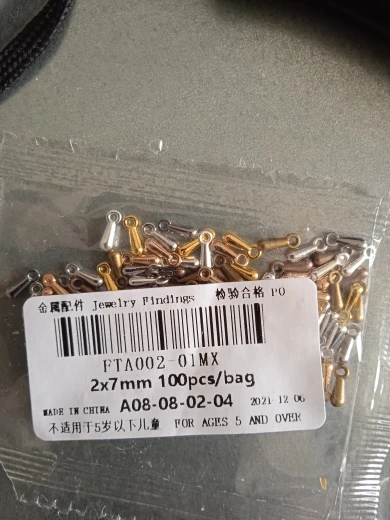 金属配件 Jewelry Findings 检验合格 PO
FTA002-01MX
2x7mm 100pcs/bag
MADE IN CHINA A08-08-02-04 2021-12-06
不适用于5岁以下儿童 FOR AGES 5 AND OVER